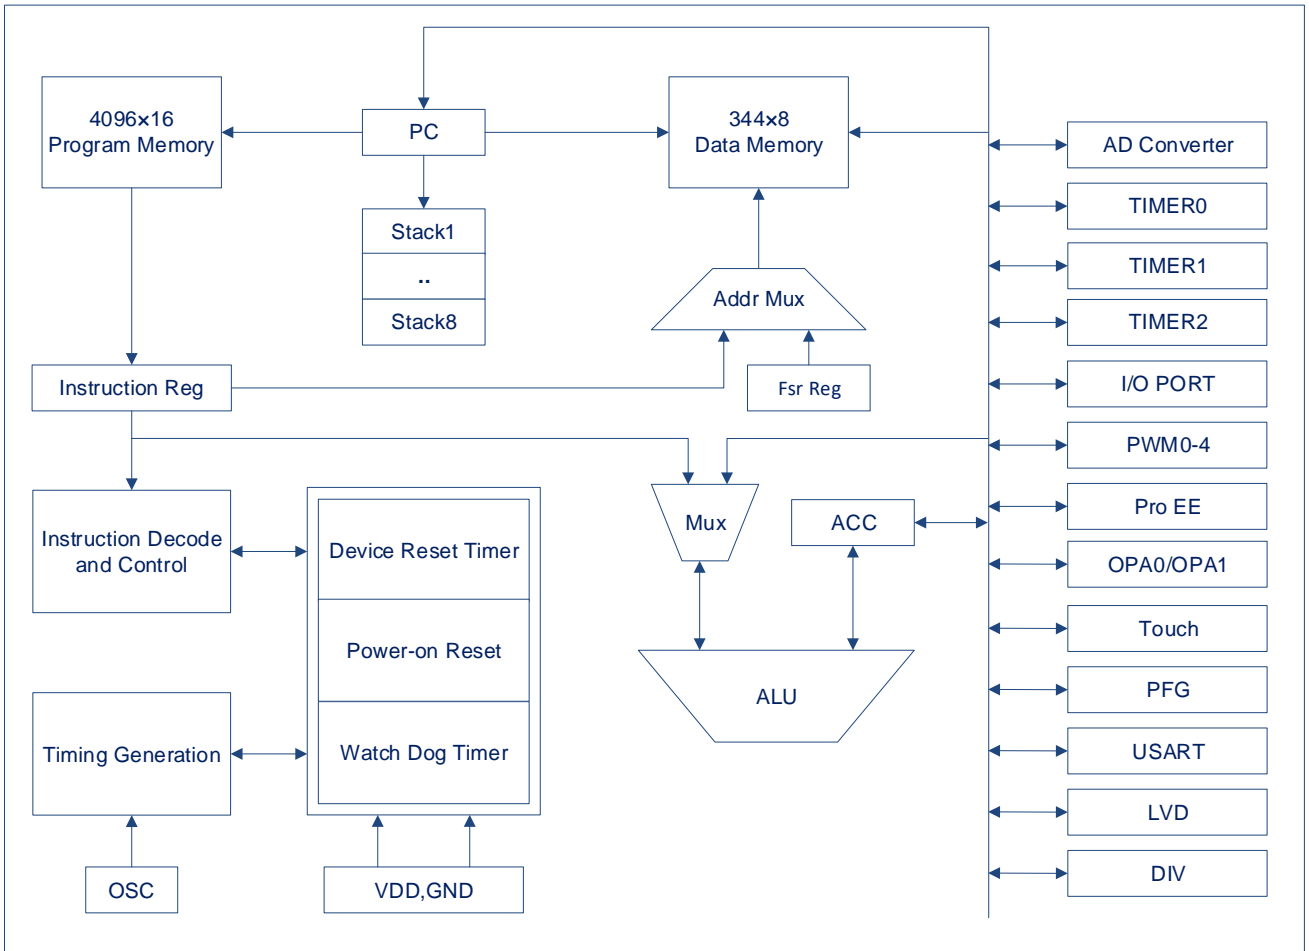 4096×16
Program Memory
PC
344×8
Data Memory
AD Converter
TIMER0
Stack1
..
Stack8
TIMER1
Addr Mux
TIMER2
Instruction Reg
Fsr Reg
I/O PORT
PWM0-4
Instruction Decode
and Control
Device Reset Timer
Mux
ACC
Pro EE
OPA0/OPA1
Power-on Reset
Touch
ALU
PFG
Timing Generation
Watch Dog Timer
USART
LVD
OSC
VDD,GND
DIV